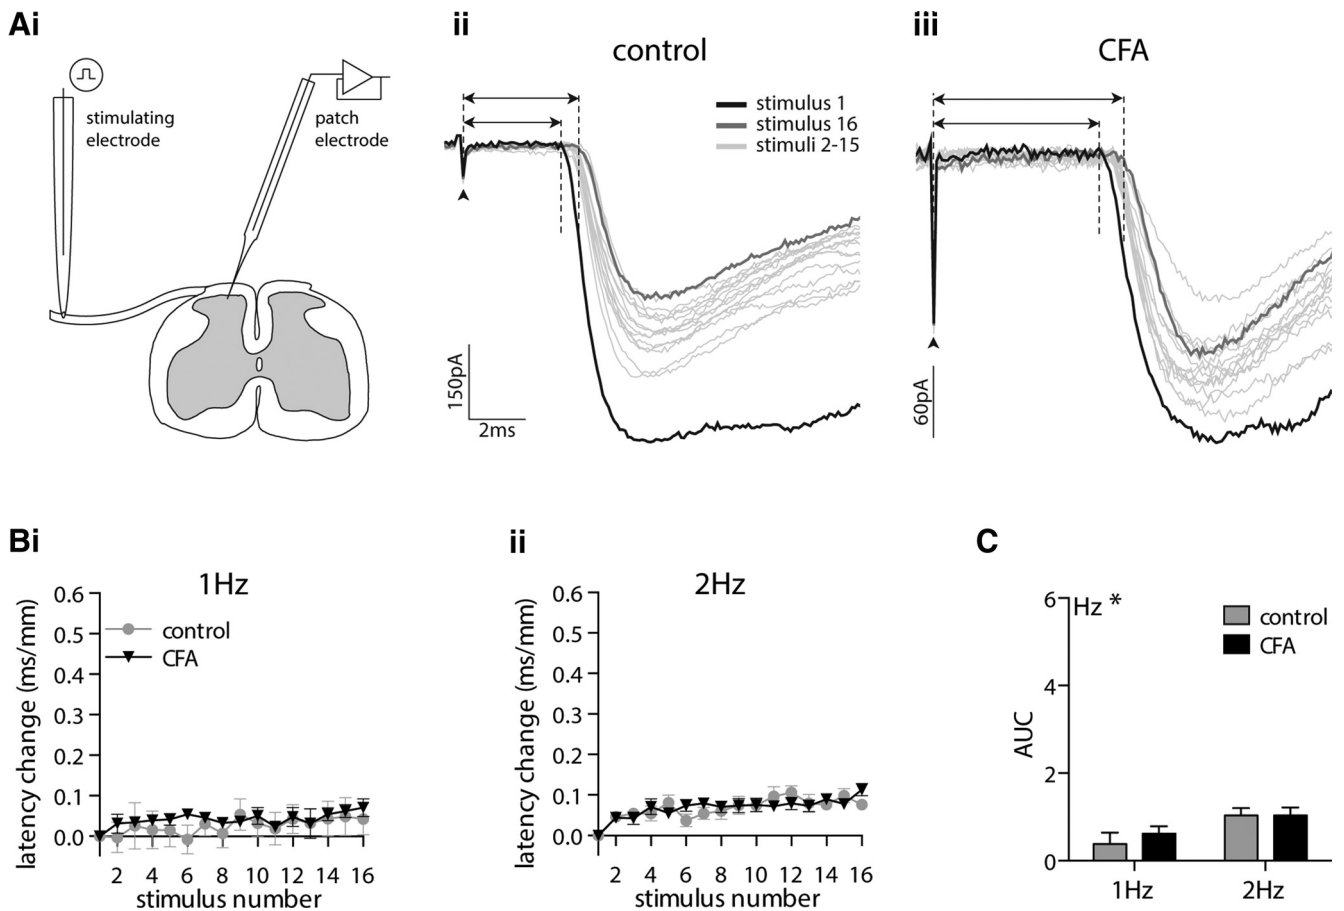 Ai
stimulating
electrode
patch
electrode
ii
control
stimulus 1
stimulus 16
stimuli 2-15
150pA
2ms
iii
CFA
60pA
Bi
1Hz
latency change (ms/mm)
0.6
0.5
0.4
0.3
0.2
0.1
0.0
control
CFA
2 4 6 8 10 12 14 16
stimulus number
ii
2Hz
latency change (ms/mm)
0.6
0.5
0.4
0.3
0.2
0.1
0.0
2 4 6 8 10 12 14 16
stimulus number
C
Hz *
AUC
6
4
2
0
control
CFA
1Hz 2Hz